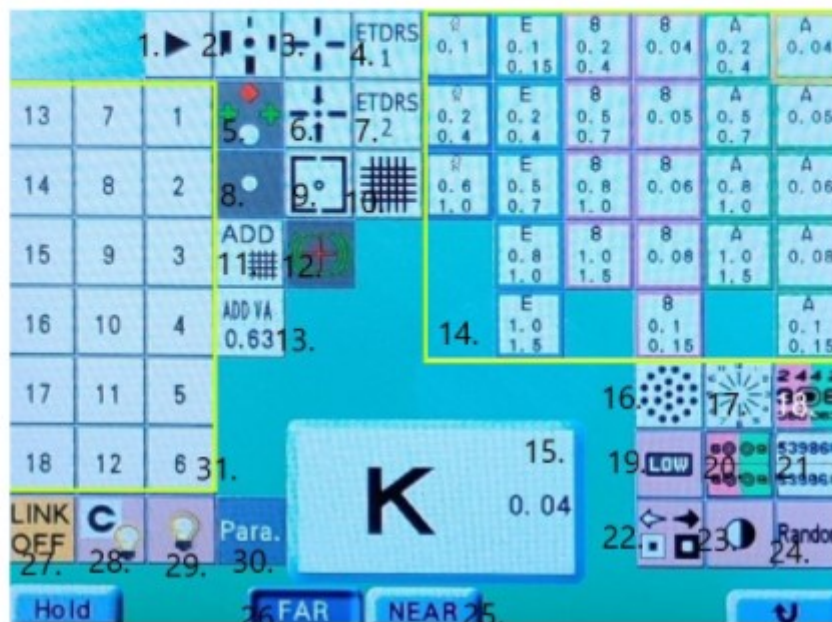 ETDRS E 8 8 A A
1. 2. 3. 4. 1 0.1 0.1 0.2 0.04 0.2 0.04
0.15 0.4 0.4
ETDRS E 8 8 A A
13 7 1 5. 6. 7. 2 0.2 0.2 0.5 0.05 0.5 0.05
0.4 0.4 0.7 0.7
E 8 8 A A
14 8 2 8. 9. 10. 0.6 0.5 0.8 0.06 0.8 0.06
1.0 0.7 1.0 1.0
ADD E 8 8 A A
15 9 3 11. 12. 0.8 1.0 0.08 1.0 0.08
1.0 1.5 1.5
ADD VA E 8 A
16 10 4 0.63 13. 14. 1.0 0.1 0.1
1.5 0.15 0.15
17 11 5 16. 17. 18.
18 12 6 31. 15. 19. LOW 20. 21.
K 0.04
LINK
OFF C Para. 22. 23. Rando
27. 28. 29. 30. 24.
Hold 26. FAR NEAR 25.